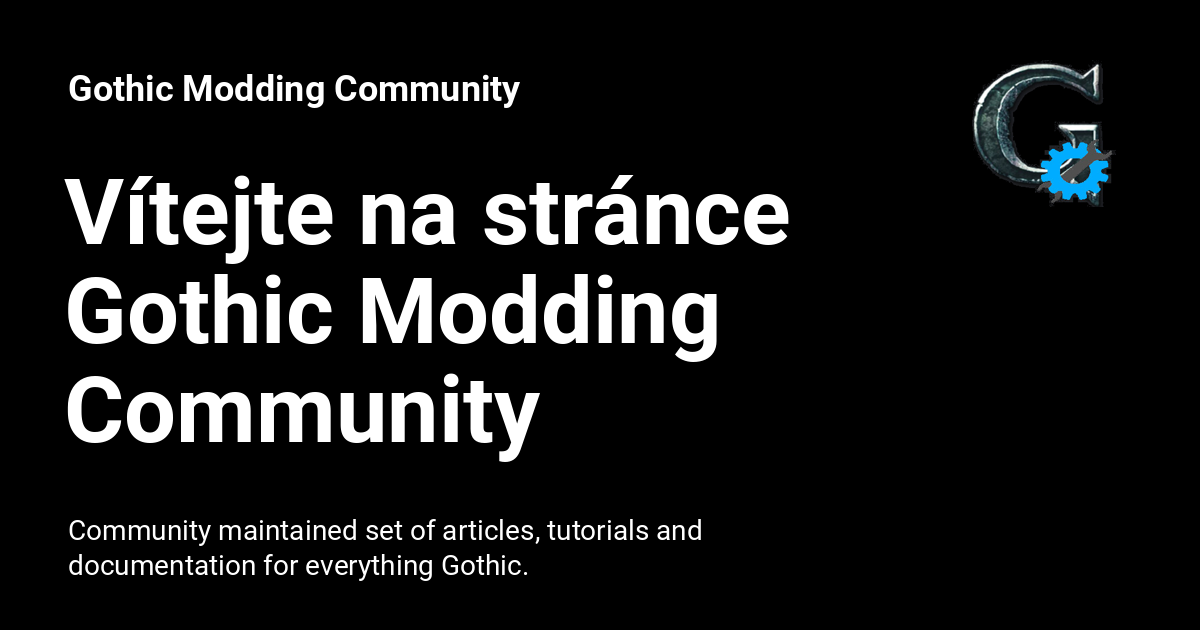 Gothic Modding Community
Vítejte na stránce
Gothic Modding
Community
Community maintained set of articles, tutorials and
documentation for everything Gothic.
G